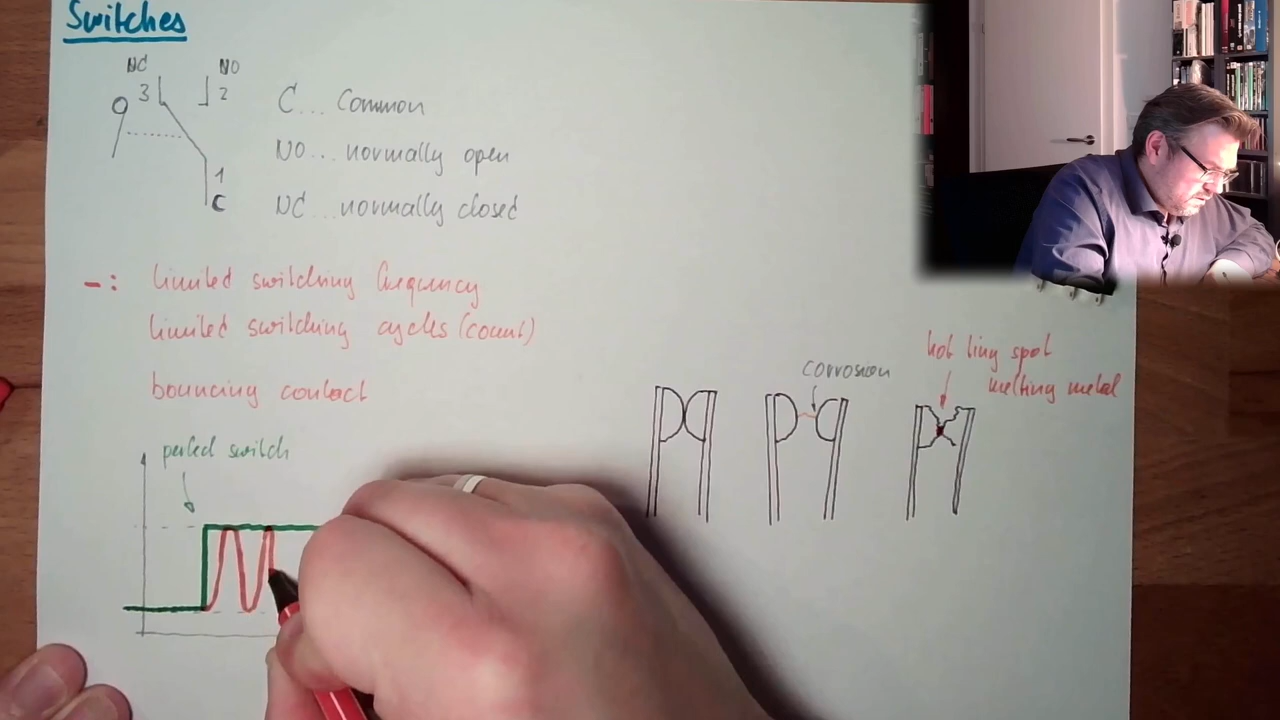 Switches
NC
NO
3
2
1
C
C... Common
NO... normally open
NC... normally closed
-: limited switching frequency
limited switching cycles (count)
bouncing contact
perfect switch
corrosion
hot tiny spot
melting metal